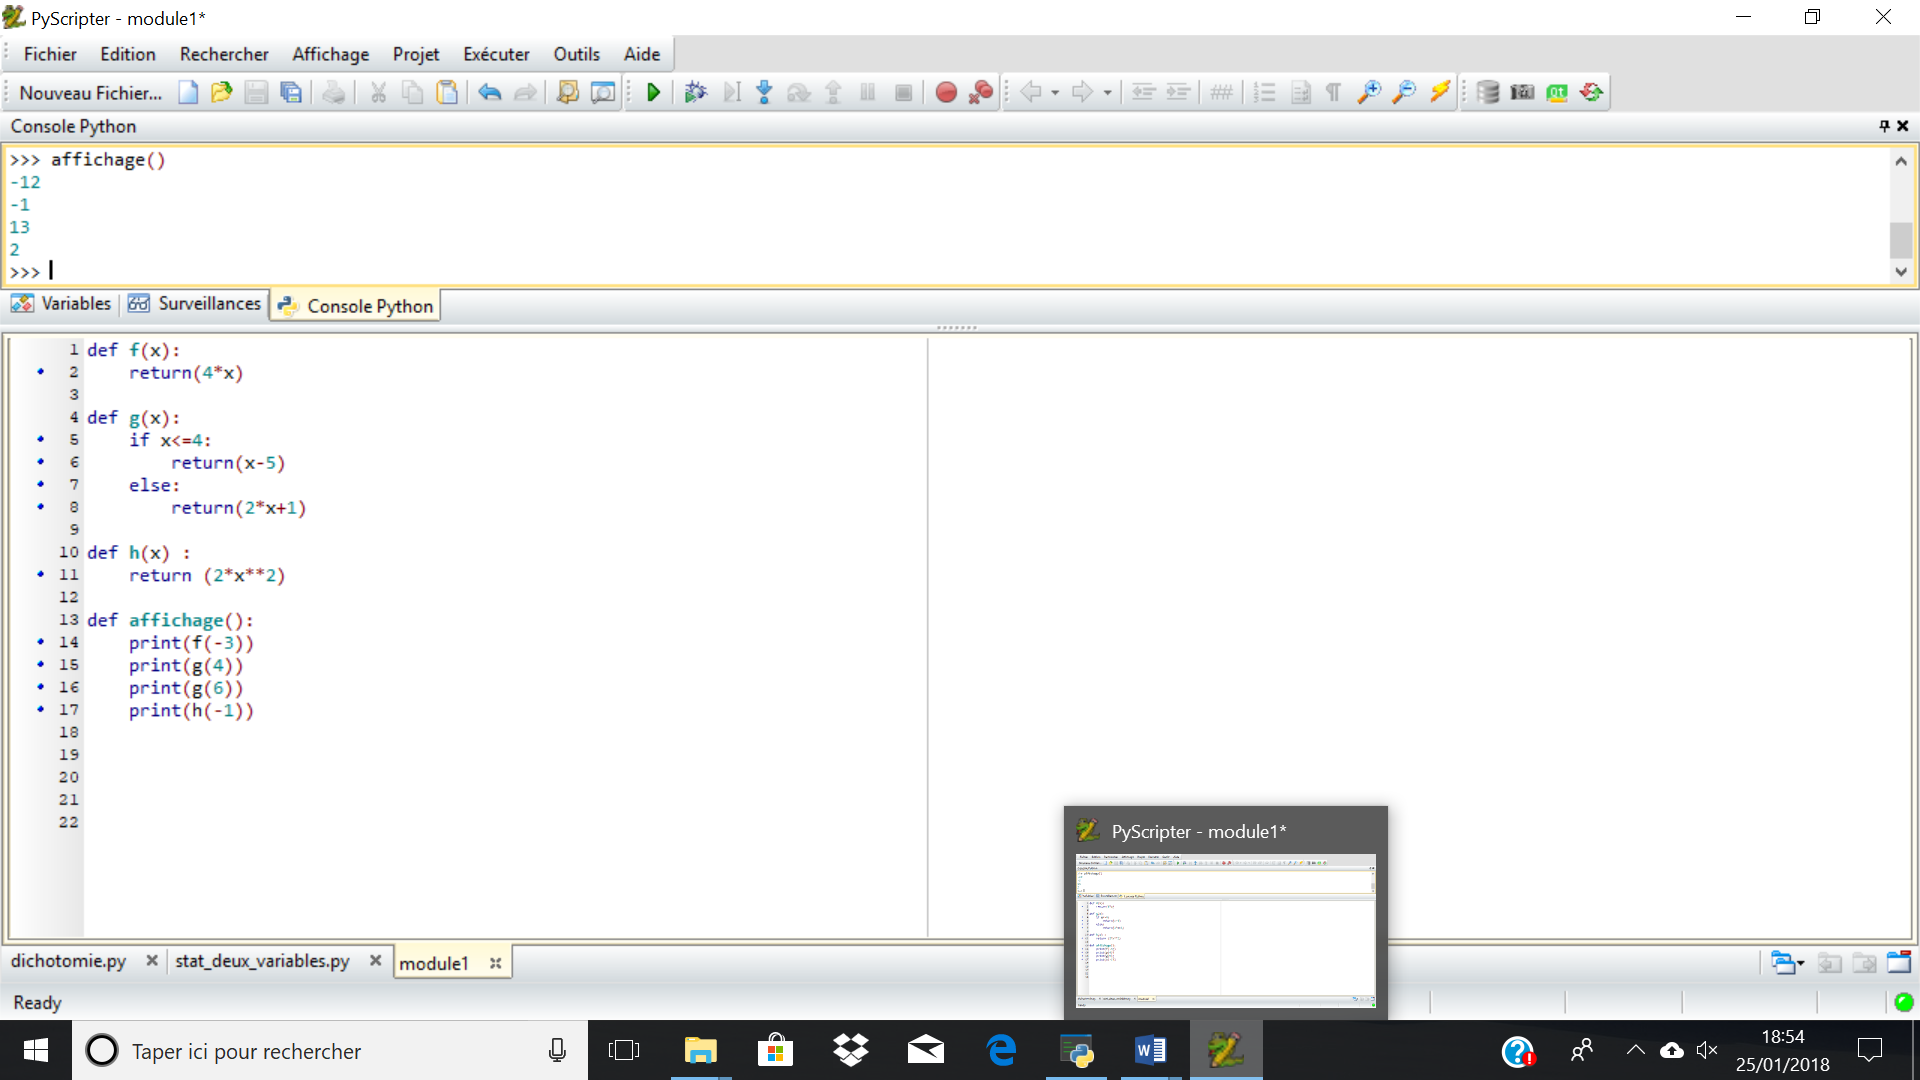 PyScripter - module1*
Fichier Edition Rechercher Affichage Projet Exécuter Outils Aide
Nouveau Fichier...
Console Python
>>> affichage()
-12
-1
13
2
>>>
Variables Surveillances Console Python
1 def f(x):
2 return(4*x)
3
4 def g(x):
5 if x<=4:
6 return(x-5)
7 else:
8 return(2*x+1)
9
10 def h(x) :
11 return (2*x**2)
12
13 def affichage():
14 print(f(-3))
15 print(g(4))
16 print(g(6))
17 print(h(-1))
18
19
20
21
22
PyScripter - module1*
dichotomie.py stat_deux_variables.py module1
Ready
Taper ici pour rechercher
18:54
25/01/2018